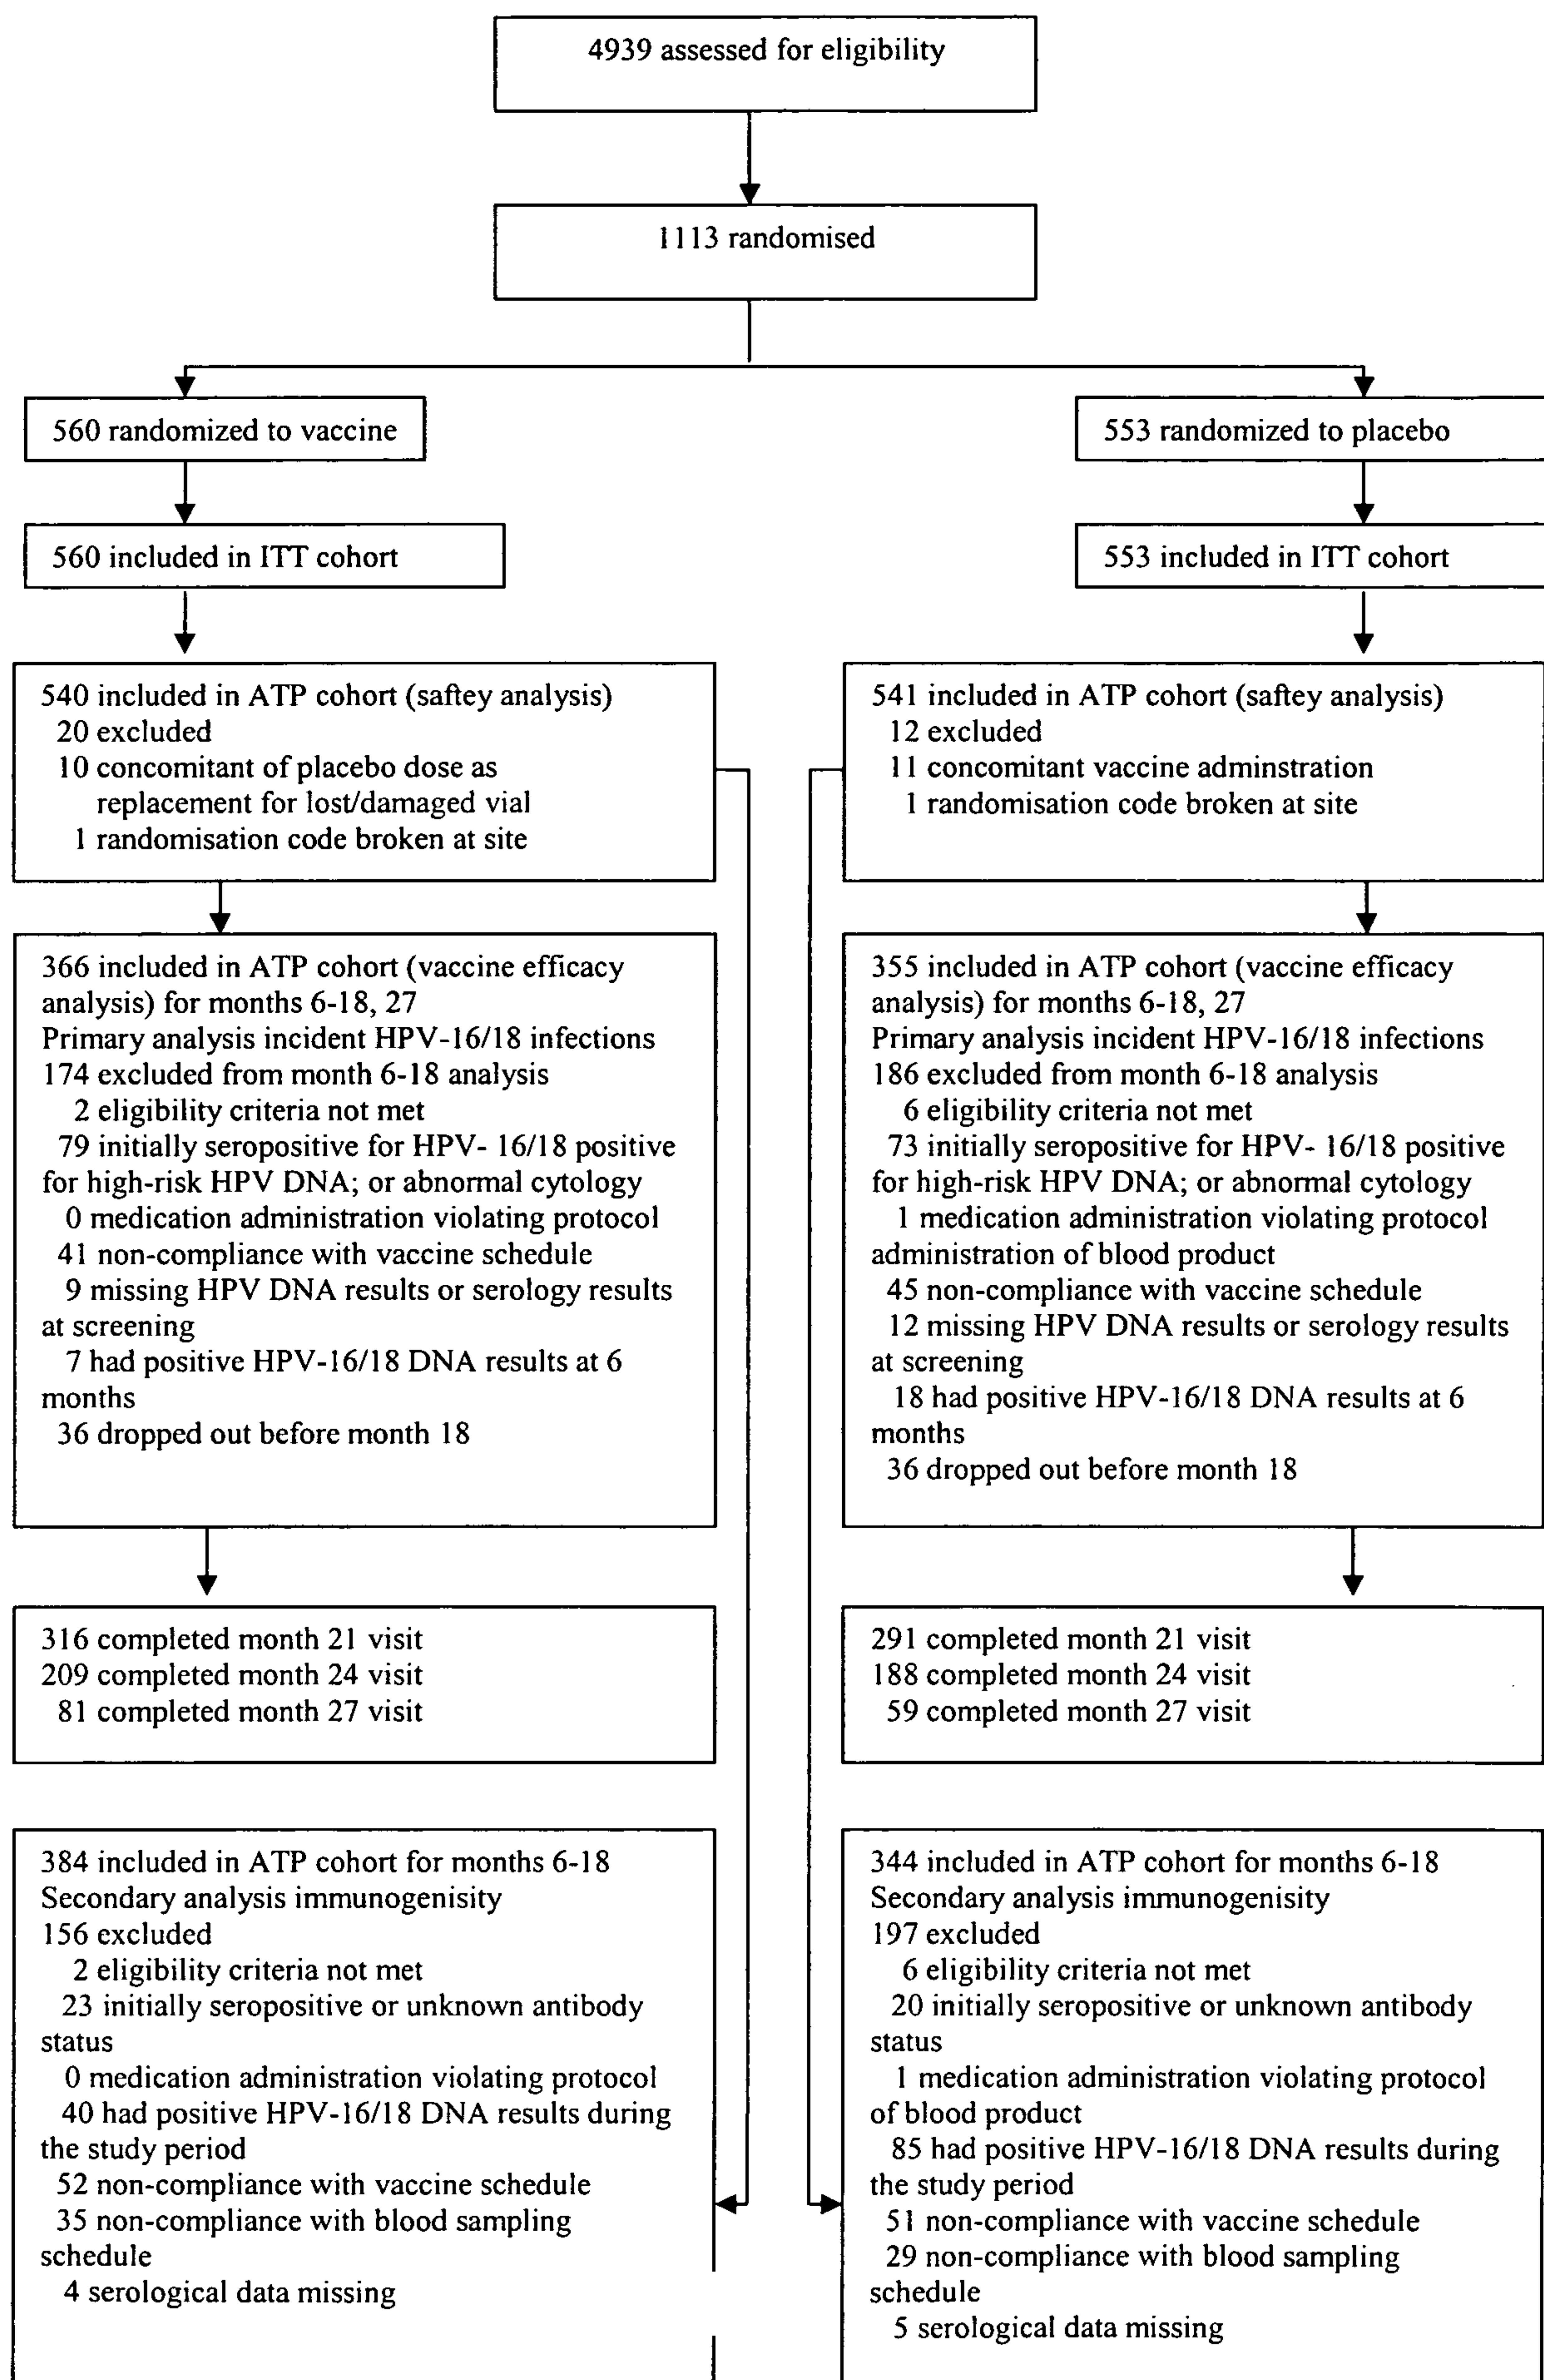 4939 assessed for eligibility
1113 randomised
560 randomized to vaccine
553 randomized to placebo
560 included in ITT cohort
553 included in ITT cohort
540 included in ATP cohort (saftey analysis)
20 excluded
10 concomitant of placebo dose as
replacement for lost/damaged vial
1 randomisation code broken at site
541 included in ATP cohort (saftey analysis)
12 excluded
11 concomitant vaccine adminstration
1 randomisation code broken at site
366 included in ATP cohort (vaccine efficacy
analysis) for months 6-18, 27
Primary analysis incident HPV-16/18 infections
174 excluded from month 6-18 analysis
2 eligibility criteria not met
79 initially seropositive for HPV- 16/18 positive
for high-risk HPV DNA; or abnormal cytology
0 medication administration violating protocol
41 non-compliance with vaccine schedule
9 missing HPV DNA results or serology results
at screening
7 had positive HPV-16/18 DNA results at 6
months
36 dropped out before month 18
355 included in ATP cohort (vaccine efficacy
analysis) for months 6-18, 27
Primary analysis incident HPV-16/18 infections
186 excluded from month 6-18 analysis
6 eligibility criteria not met
73 initially seropositive for HPV- 16/18 positive
for high-risk HPV DNA; or abnormal cytology
1 medication administration violating protocol
administration of blood product
45 non-compliance with vaccine schedule
12 missing HPV DNA results or serology results
at screening
18 had positive HPV-16/18 DNA results at 6
months
36 dropped out before month 18
316 completed month 21 visit
209 completed month 24 visit
81 completed month 27 visit
291 completed month 21 visit
188 completed month 24 visit
59 completed month 27 visit
384 included in ATP cohort for months 6-18
Secondary analysis immunogenisity
156 excluded
2 eligibility criteria not met
23 initially seropositive or unknown antibody
status
0 medication administration violating protocol
40 had positive HPV-16/18 DNA results during
the study period
52 non-compliance with vaccine schedule
35 non-compliance with blood sampling
schedule
4 serological data missing
344 included in ATP cohort for months 6-18
Secondary analysis immunogenisity
197 excluded
6 eligibility criteria not met
20 initially seropositive or unknown antibody
status
1 medication administration violating protocol
of blood product
85 had positive HPV-16/18 DNA results during
the study period
51 non-compliance with vaccine schedule
29 non-compliance with blood sampling
schedule
5 serological data missing